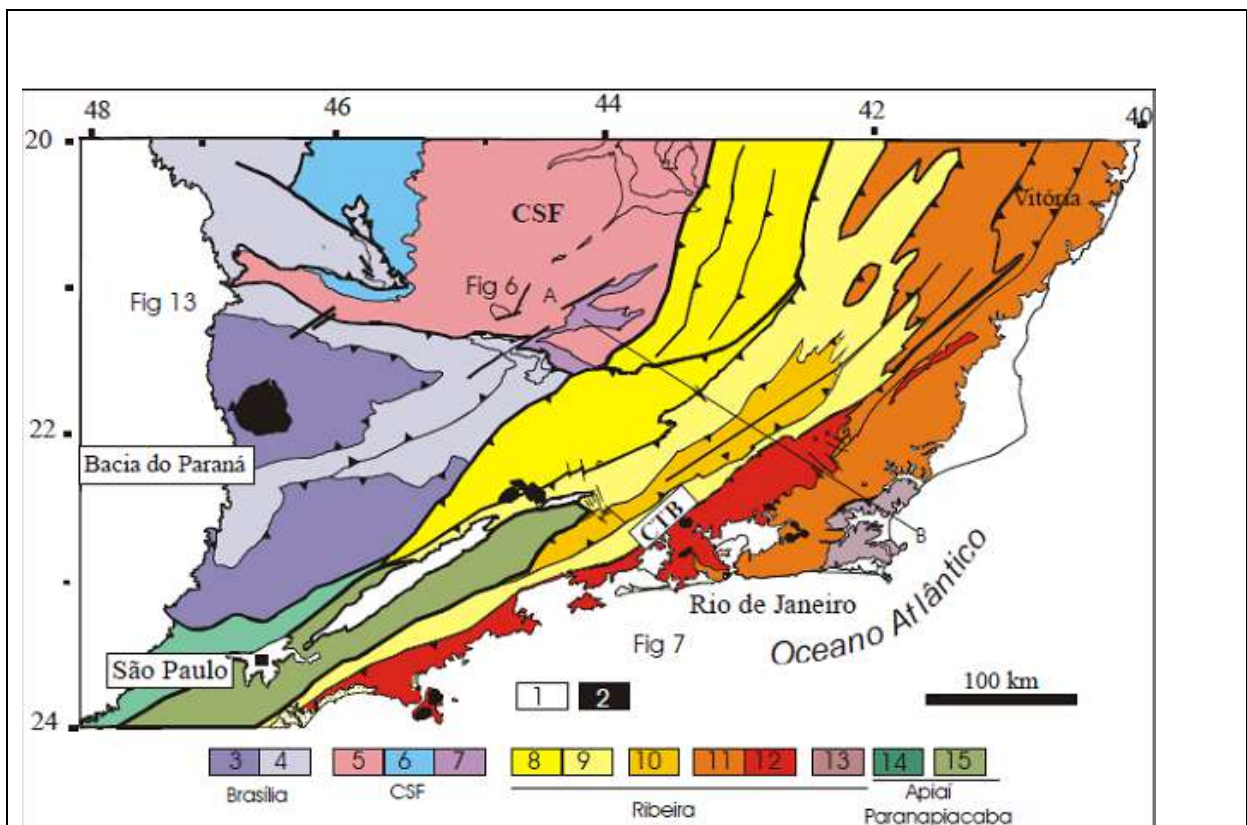 48 46 44 42 40
20
CSF
Vitória
Fig 13
Fig 6
A
22
Bacia do Paraná
CTB
B
Rio de Janeiro
Oceano Atlântico
São Paulo
Fig 7
1 2
100 km
24
3 4 5 6 7 8 9 10 11 12 13 14 15
Brasília
CSF
Ribeira
Apiaí
Paranapiacaba